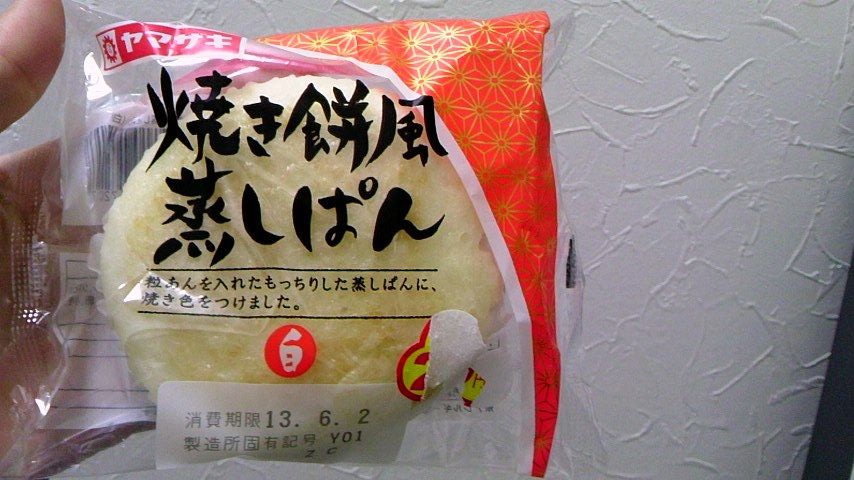 ヤマザキ
焼き餅風
蒸しぱん
粒あんを入れたもっちりした蒸しぱんに、
焼き色をつけました。
白
消費期限 13. 6. 2
製造所固有記号 Y01
Z C